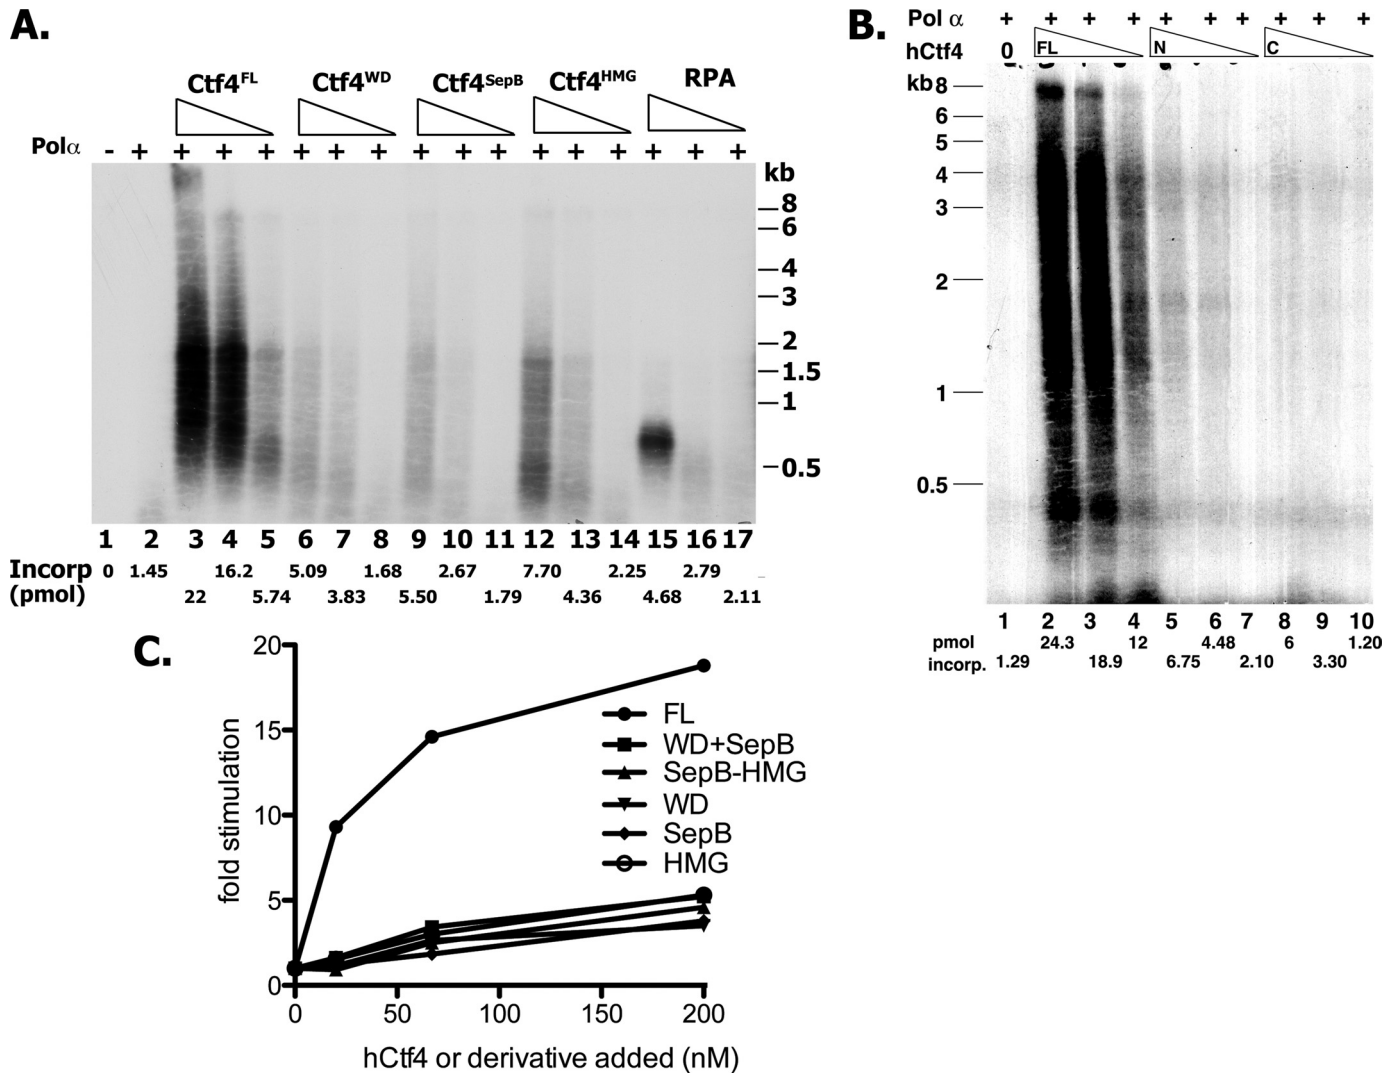 A.
Ctf4FL Ctf4WD Ctf4SepB Ctf4HMG RPA
Polα - + + + + + + + + + + + + + + + +
kb
8
6
4
3
2
1.5
1
0.5
1 2 3 4 5 6 7 8 9 10 11 12 13 14 15 16 17
Incorp 0 1.45 16.2 5.09 1.68 2.67 7.70 2.25 2.79
(pmol) 22 5.74 3.83 5.50 1.79 4.36 4.68 2.11
B.
Pol α + + + + + + + + + +
hCtf4 0 FL N C
kb 8
6
5
4
3
2
1
0.5
1 2 3 4 5 6 7 8 9 10
pmol 24.3 12 4.48 6 1.20
incorp. 1.29 18.9 6.75 2.10 3.30
C.
20
15
10
5
0
fold stimulation
FL
WD+SepB
SepB-HMG
WD
SepB
HMG
0 50 100 150 200
hCtf4 or derivative added (nM)